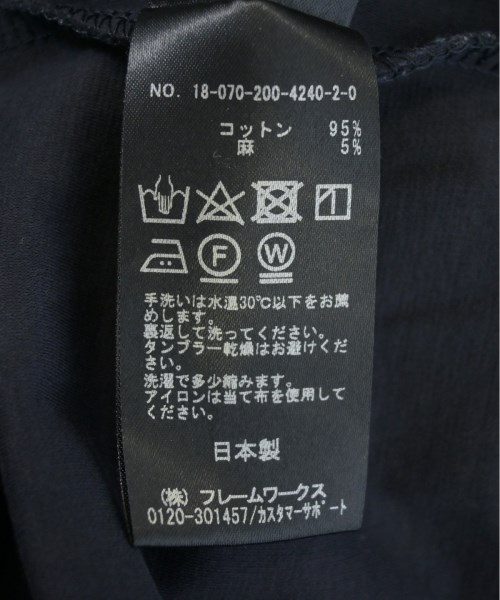 NO. 18-070-200-4240-2-0
コットン 95%
麻 5%
F W
手洗いは水温30℃以下をお薦
めします。
裏返して洗ってください。
タンブラー乾燥はお避けくだ
さい。
洗濯で多少縮みます。
アイロンは当て布を使用して
ください。
日本製
(株) フレームワークス
0120-301457/カスタマーサポート